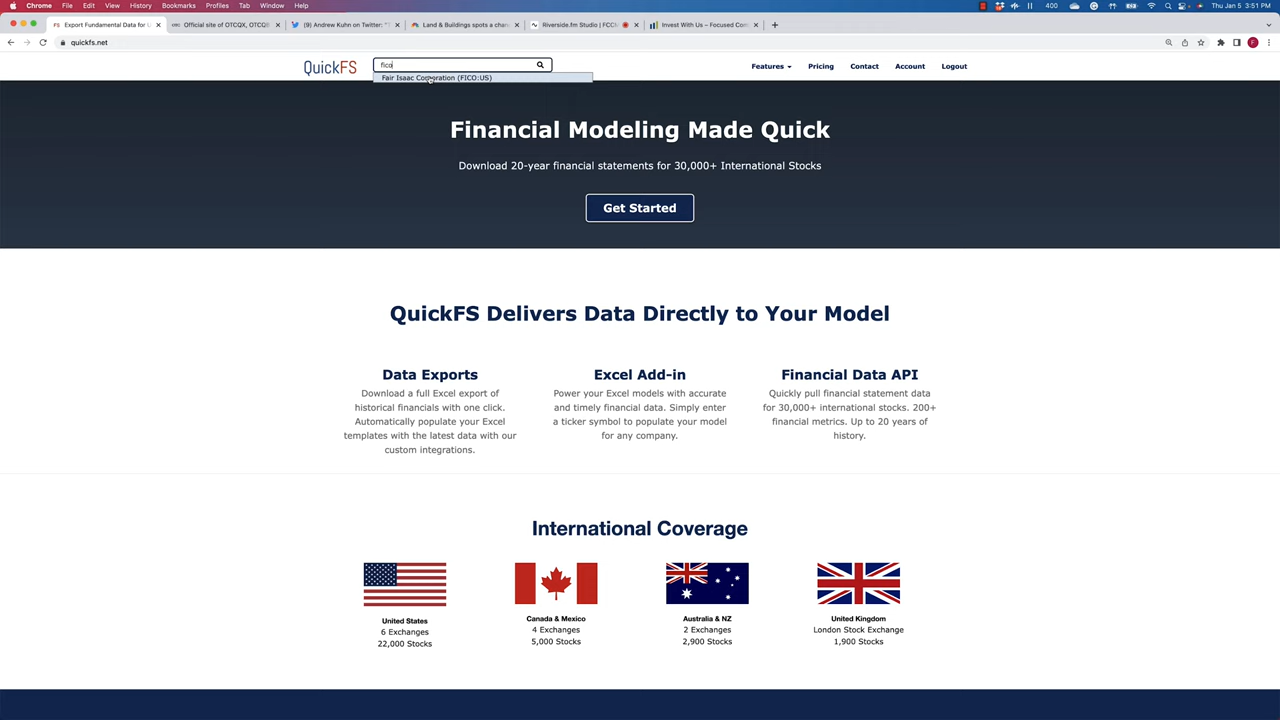 Chrome File Edit View History Bookmarks Profiles Tab Window Help
400
Thu Jan 5 3:51 PM
FS Export Fundamental Data for U
Official site of OTCQX, OTCQB
(9) Andrew Kuhn on Twitter: "
Land & Buildings spots a chan
Riverside.fm Studio | FCCM
Invest With Us – Focused Com
quickfs.net
F
QuickFS
fico
Features
Pricing
Contact
Account
Logout
Fair Isaac Corporation (FICO:US)
Financial Modeling Made Quick
Download 20-year financial statements for 30,000+ International Stocks
Get Started
QuickFS Delivers Data Directly to Your Model
Data Exports
Download a full Excel export of
historical financials with one click.
Automatically populate your Excel
templates with the latest data with our
custom integrations.
Excel Add-in
Power your Excel models with accurate
and timely financial data. Simply enter
a ticker symbol to populate your model
for any company.
Financial Data API
Quickly pull financial statement data
for 30,000+ international stocks. 200+
financial metrics. Up to 20 years of
history.
International Coverage
United States
6 Exchanges
22,000 Stocks
Canada & Mexico
4 Exchanges
5,000 Stocks
Australia & NZ
2 Exchanges
2,900 Stocks
United Kingdom
London Stock Exchange
1,900 Stocks